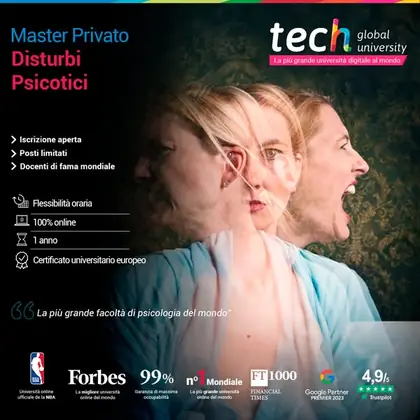 Master Privato
Disturbi
Psicotici
tech global
university
La più grande università digitale al mondo
Iscrizione aperta
Posti limitati
Docenti di fama mondiale
Flessibilità oraria
100% online
1 anno
Certificato universitario europeo
La più grande facoltà di psicologia del mondo"
NBA
Università online
ufficiale de la NBA
Forbes
La migliore università
online del mondo
99%
Garanzia di massima
occupabilità
nº1 Mondiale
La più grande università
online del mondo
FT 1000
FINANCIAL
TIMES
Google Partner
PREMIER 2023
4,9/5
Trustpilot